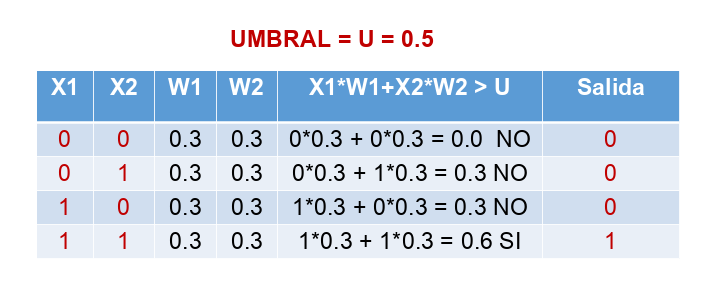 UMBRAL = U = 0.5
X1 X2 W1 W2 X1*W1+X2*W2 > U Salida
0 0 0.3 0.3 0*0.3 + 0*0.3 = 0.0 NO 0
0 1 0.3 0.3 0*0.3 + 1*0.3 = 0.3 NO 0
1 0 0.3 0.3 1*0.3 + 0*0.3 = 0.3 NO 0
1 1 0.3 0.3 1*0.3 + 1*0.3 = 0.6 SI 1